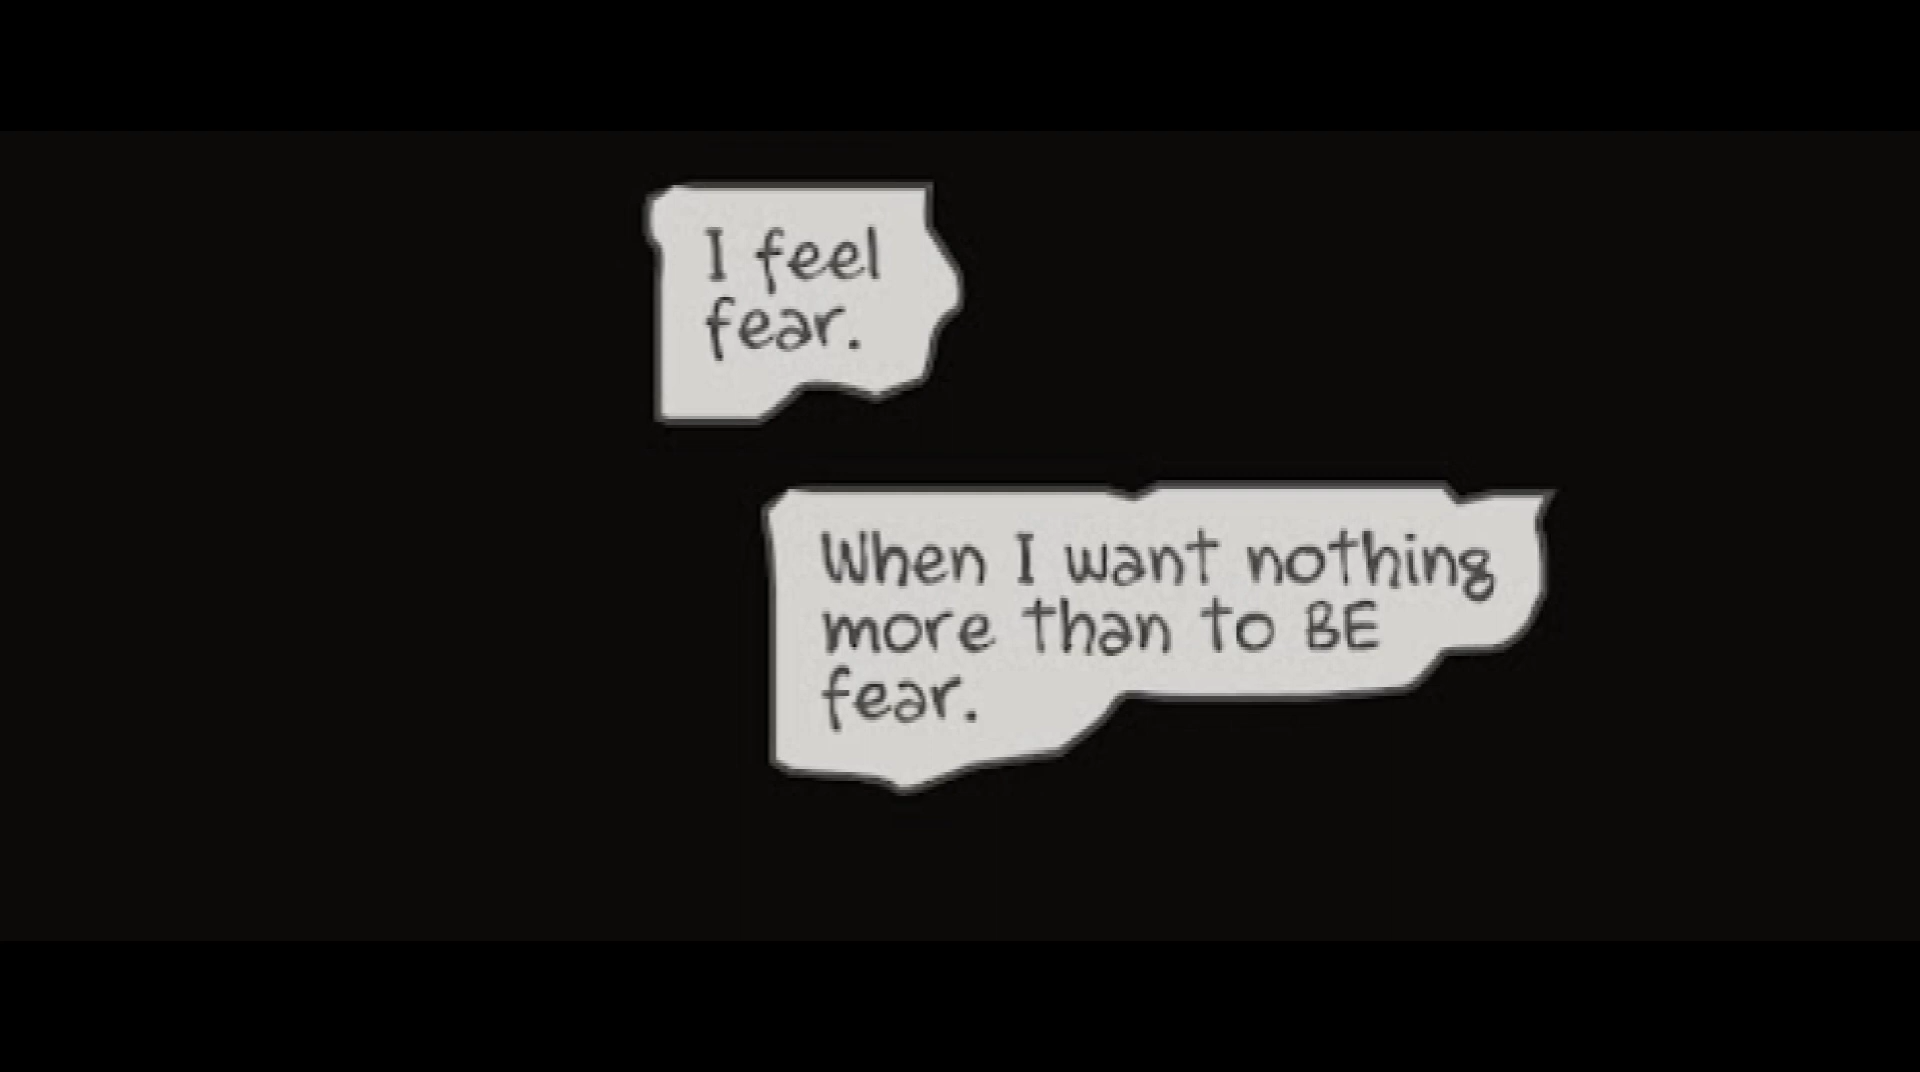 I feel
fear.
When I want nothing
more than to BE
fear.